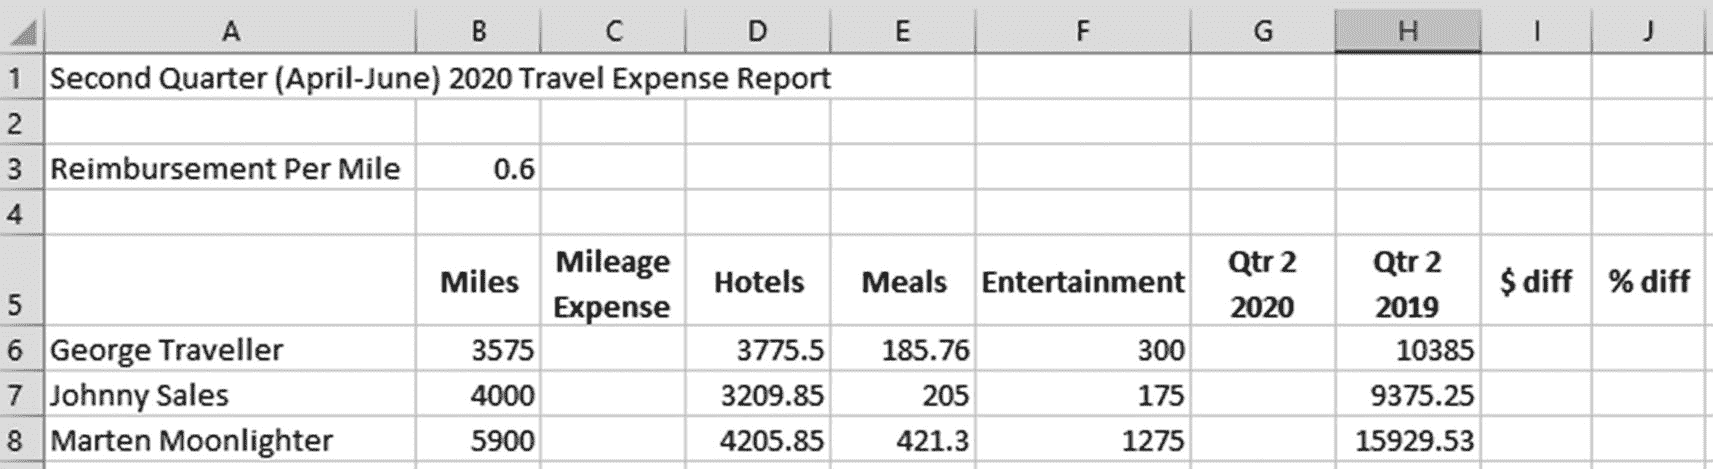 A B C D E F G H I J
1 Second Quarter (April-June) 2020 Travel Expense Report
2
3 Reimbursement Per Mile 0.6
4
Mileage Qtr 2 Qtr 2
Miles Hotels Meals Entertainment $ diff % diff
5 Expense 2020 2019
6 George Traveller 3575 3775.5 185.76 300 10385
7 Johnny Sales 4000 3209.85 205 175 9375.25
8 Marten Moonlighter 5900 4205.85 421.3 1275 15929.53